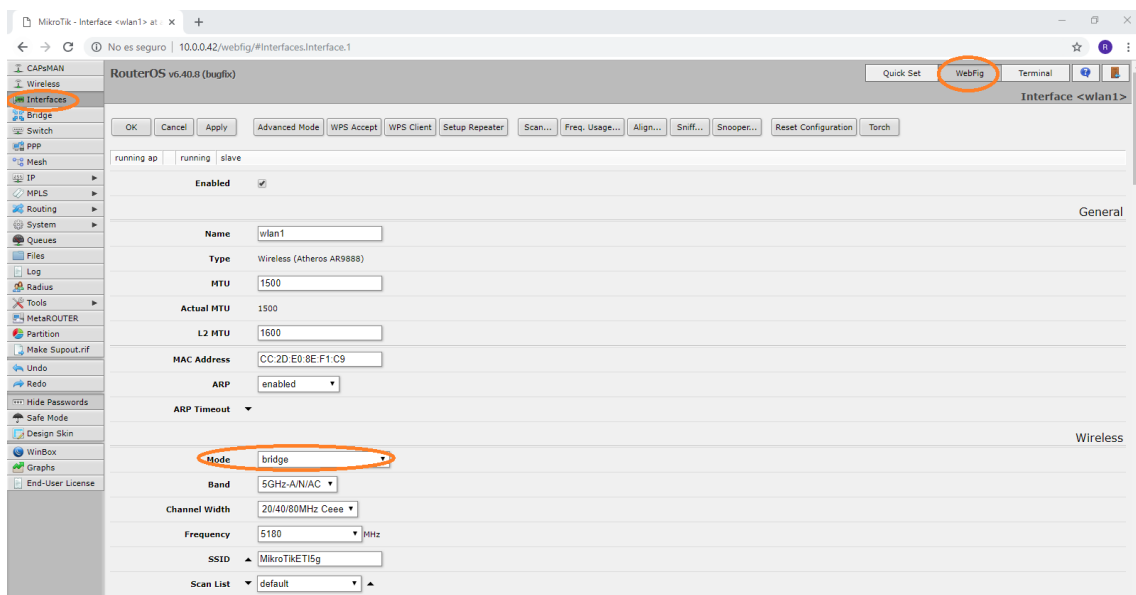 MikroTik - Interface <wlan1> at
No es seguro | 10.0.0.42/webfig/#Interfaces.Interface.1
R
CAPsMAN
Wireless
Interfaces
Bridge
Switch
PPP
Mesh
IP
MPLS
Routing
System
Queues
Files
Log
Radius
Tools
MetaROUTER
Partition
Make Supout.rif
Undo
Redo
Hide Passwords
Safe Mode
Design Skin
WinBox
Graphs
End-User License
RouterOS v6.40.8 (bugfix)
Quick Set WebFig Terminal
Interface <wlan1>
OK Cancel Apply Advanced Mode WPS Accept WPS Client Setup Repeater Scan... Freq. Usage... Align... Sniff... Snooper... Reset Configuration Torch
running ap running slave
Enabled
General
Name wlan1
Type Wireless (Atheros AR9888)
MTU 1500
Actual MTU 1500
L2 MTU 1600
MAC Address CC:2D:E0:8E:F1:C9
ARP enabled
ARP Timeout
Wireless
Mode bridge
Band 5GHz-A/N/AC
Channel Width 20/40/80MHz Ceee
Frequency 5180 MHz
SSID MikroTikETI5g
Scan List default